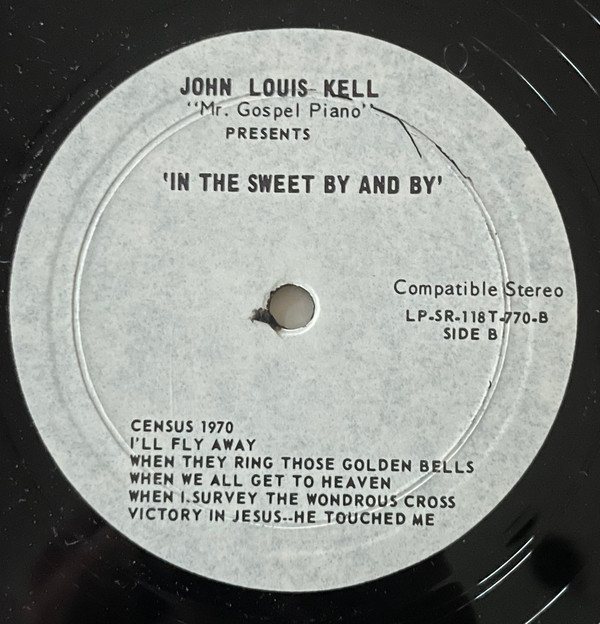 JOHN LOUIS KELL
"Mr. Gospel Piano"
PRESENTS
'IN THE SWEET BY AND BY'
Compatible Stereo
LP-SR-118T-770-B
SIDE B
CENSUS 1970
I'LL FLY AWAY
WHEN THEY RING THOSE GOLDEN BELLS
WHEN WE ALL GET TO HEAVEN
WHEN I.SURVEY THE WONDROUS CROSS
VICTORY IN JESUS--HE TOUCHED ME